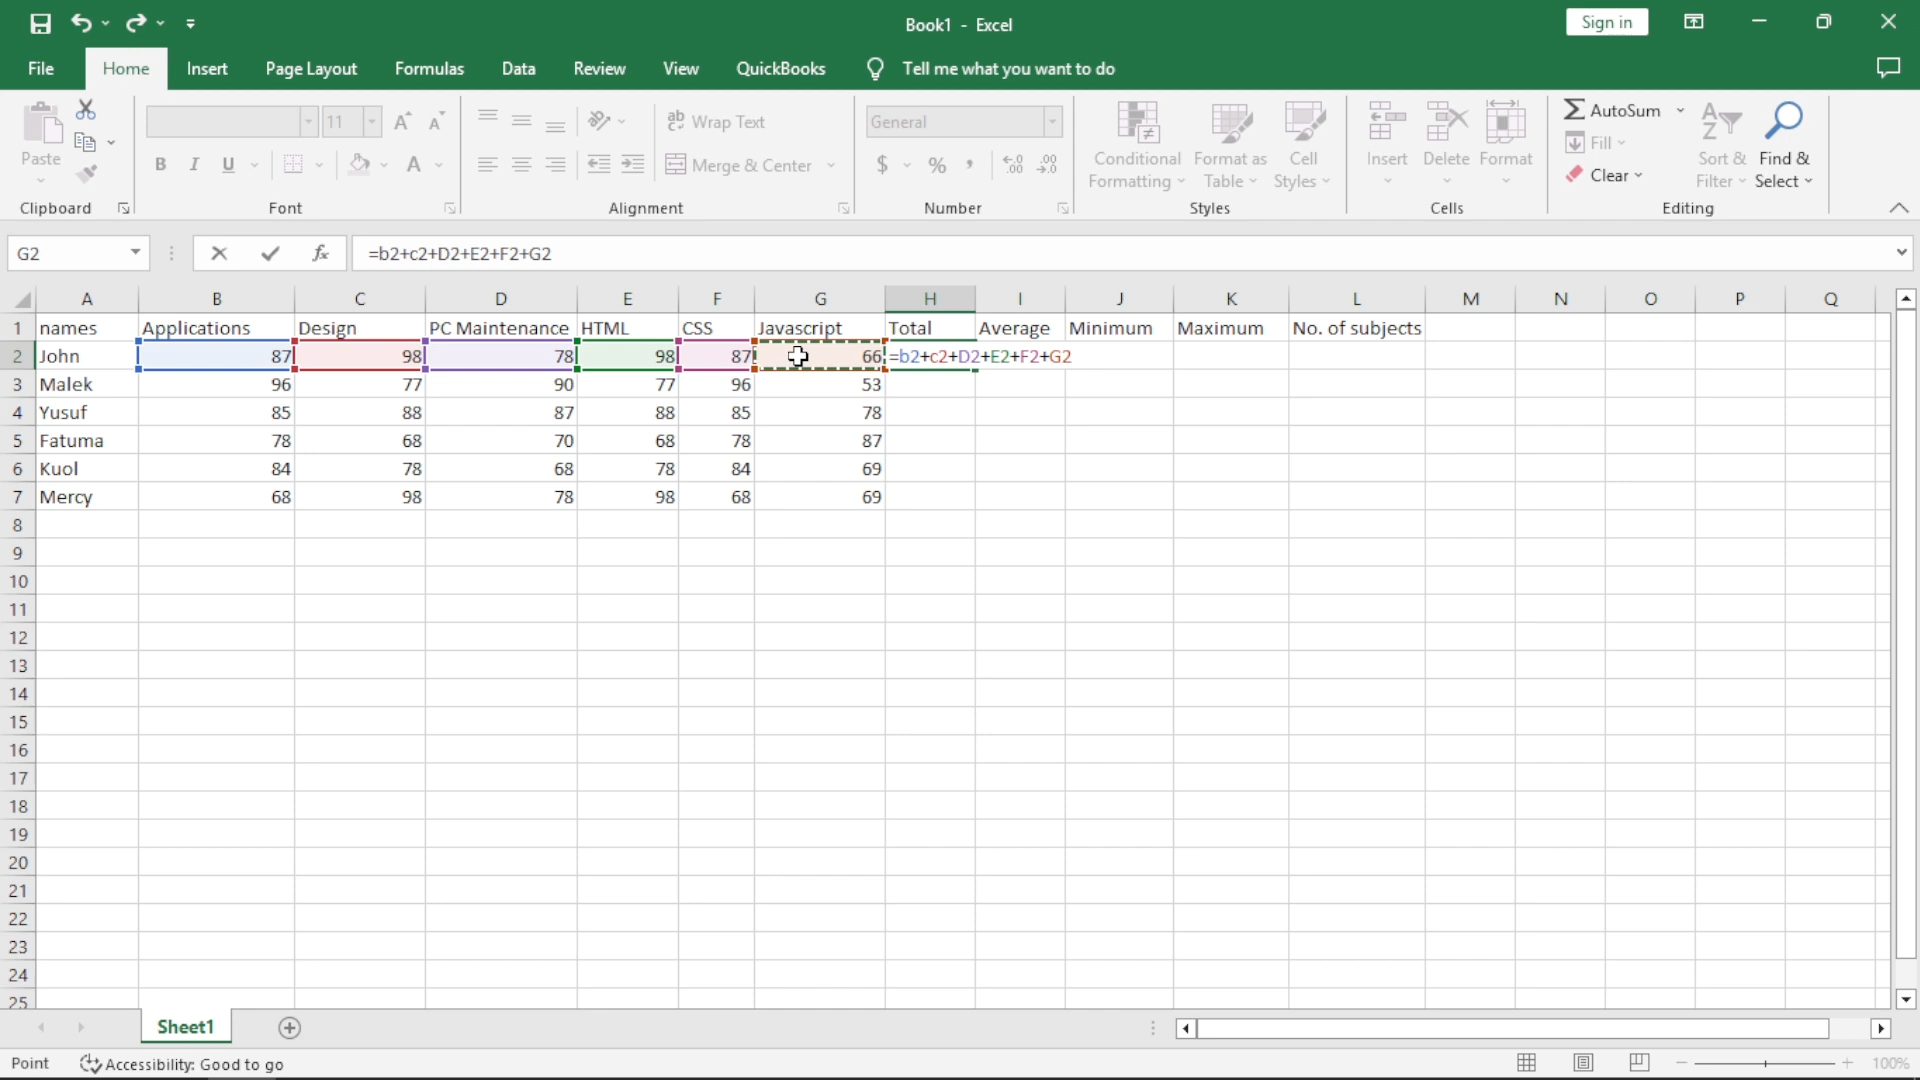 Book1 - Excel
Sign in
File Home Insert Page Layout Formulas Data Review View QuickBooks Tell me what you want to do
11 ab Wrap Text General AutoSum
Paste B I U A Merge & Center $ % , Conditional Formatting Format as Table Cell Styles Insert Delete Format Fill Clear Sort & Filter Find & Select
Clipboard Font Alignment Number Styles Cells Editing
G2 fx =b2+c2+D2+E2+F2+G2
A B C D E F G H I J K L M N O P Q
1 names Applications Design PC Maintenance HTML CSS Javascript Total Average Minimum Maximum No. of subjects
2 John 87 98 78 98 87 66 =b2+c2+D2+E2+F2+G2
3 Malek 96 77 90 77 96 53
4 Yusuf 85 88 87 88 85 78
5 Fatuma 78 68 70 68 78 87
6 Kuol 84 78 68 78 84 69
7 Mercy 68 98 78 98 68 69
8
9
10
11
12
13
14
15
16
17
18
19
20
21
22
23
24
25
Sheet1
Point Accessibility: Good to go 100%